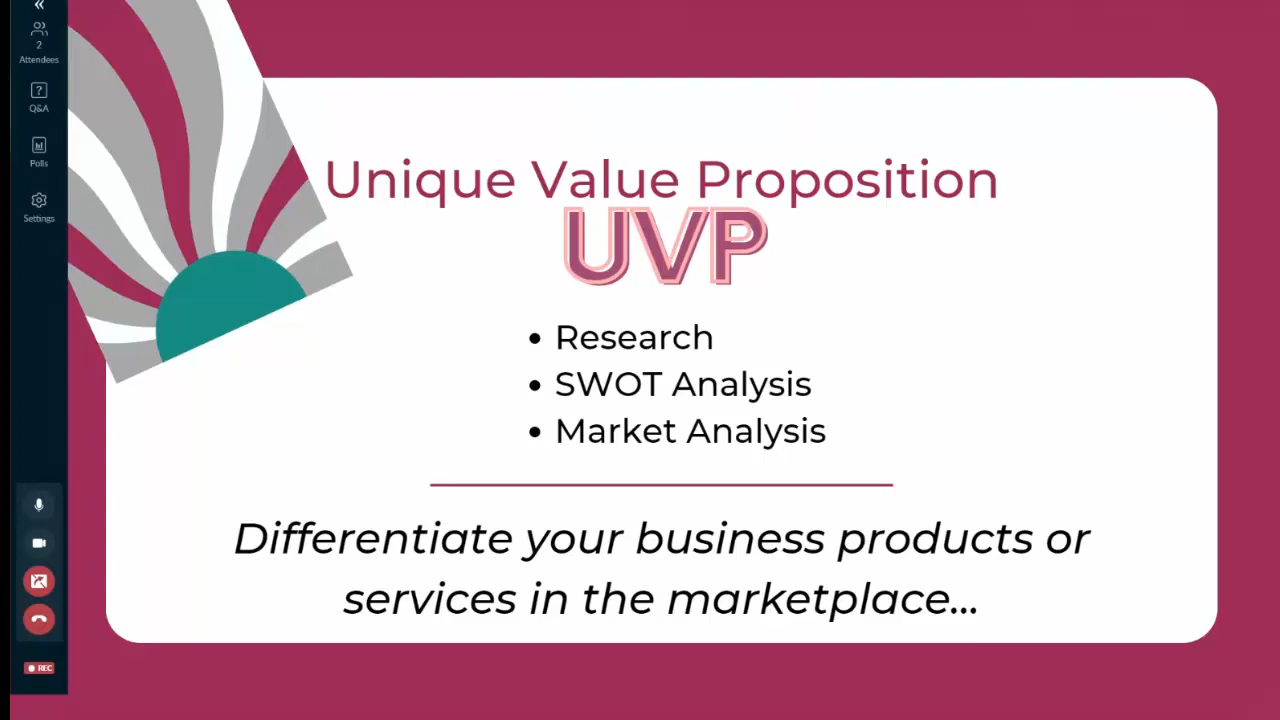 «
2
Attendees
?
Q&A
Polls
Settings
REC
Unique Value Proposition
UVP
• Research
• SWOT Analysis
• Market Analysis
Differentiate your business products or
services in the marketplace...